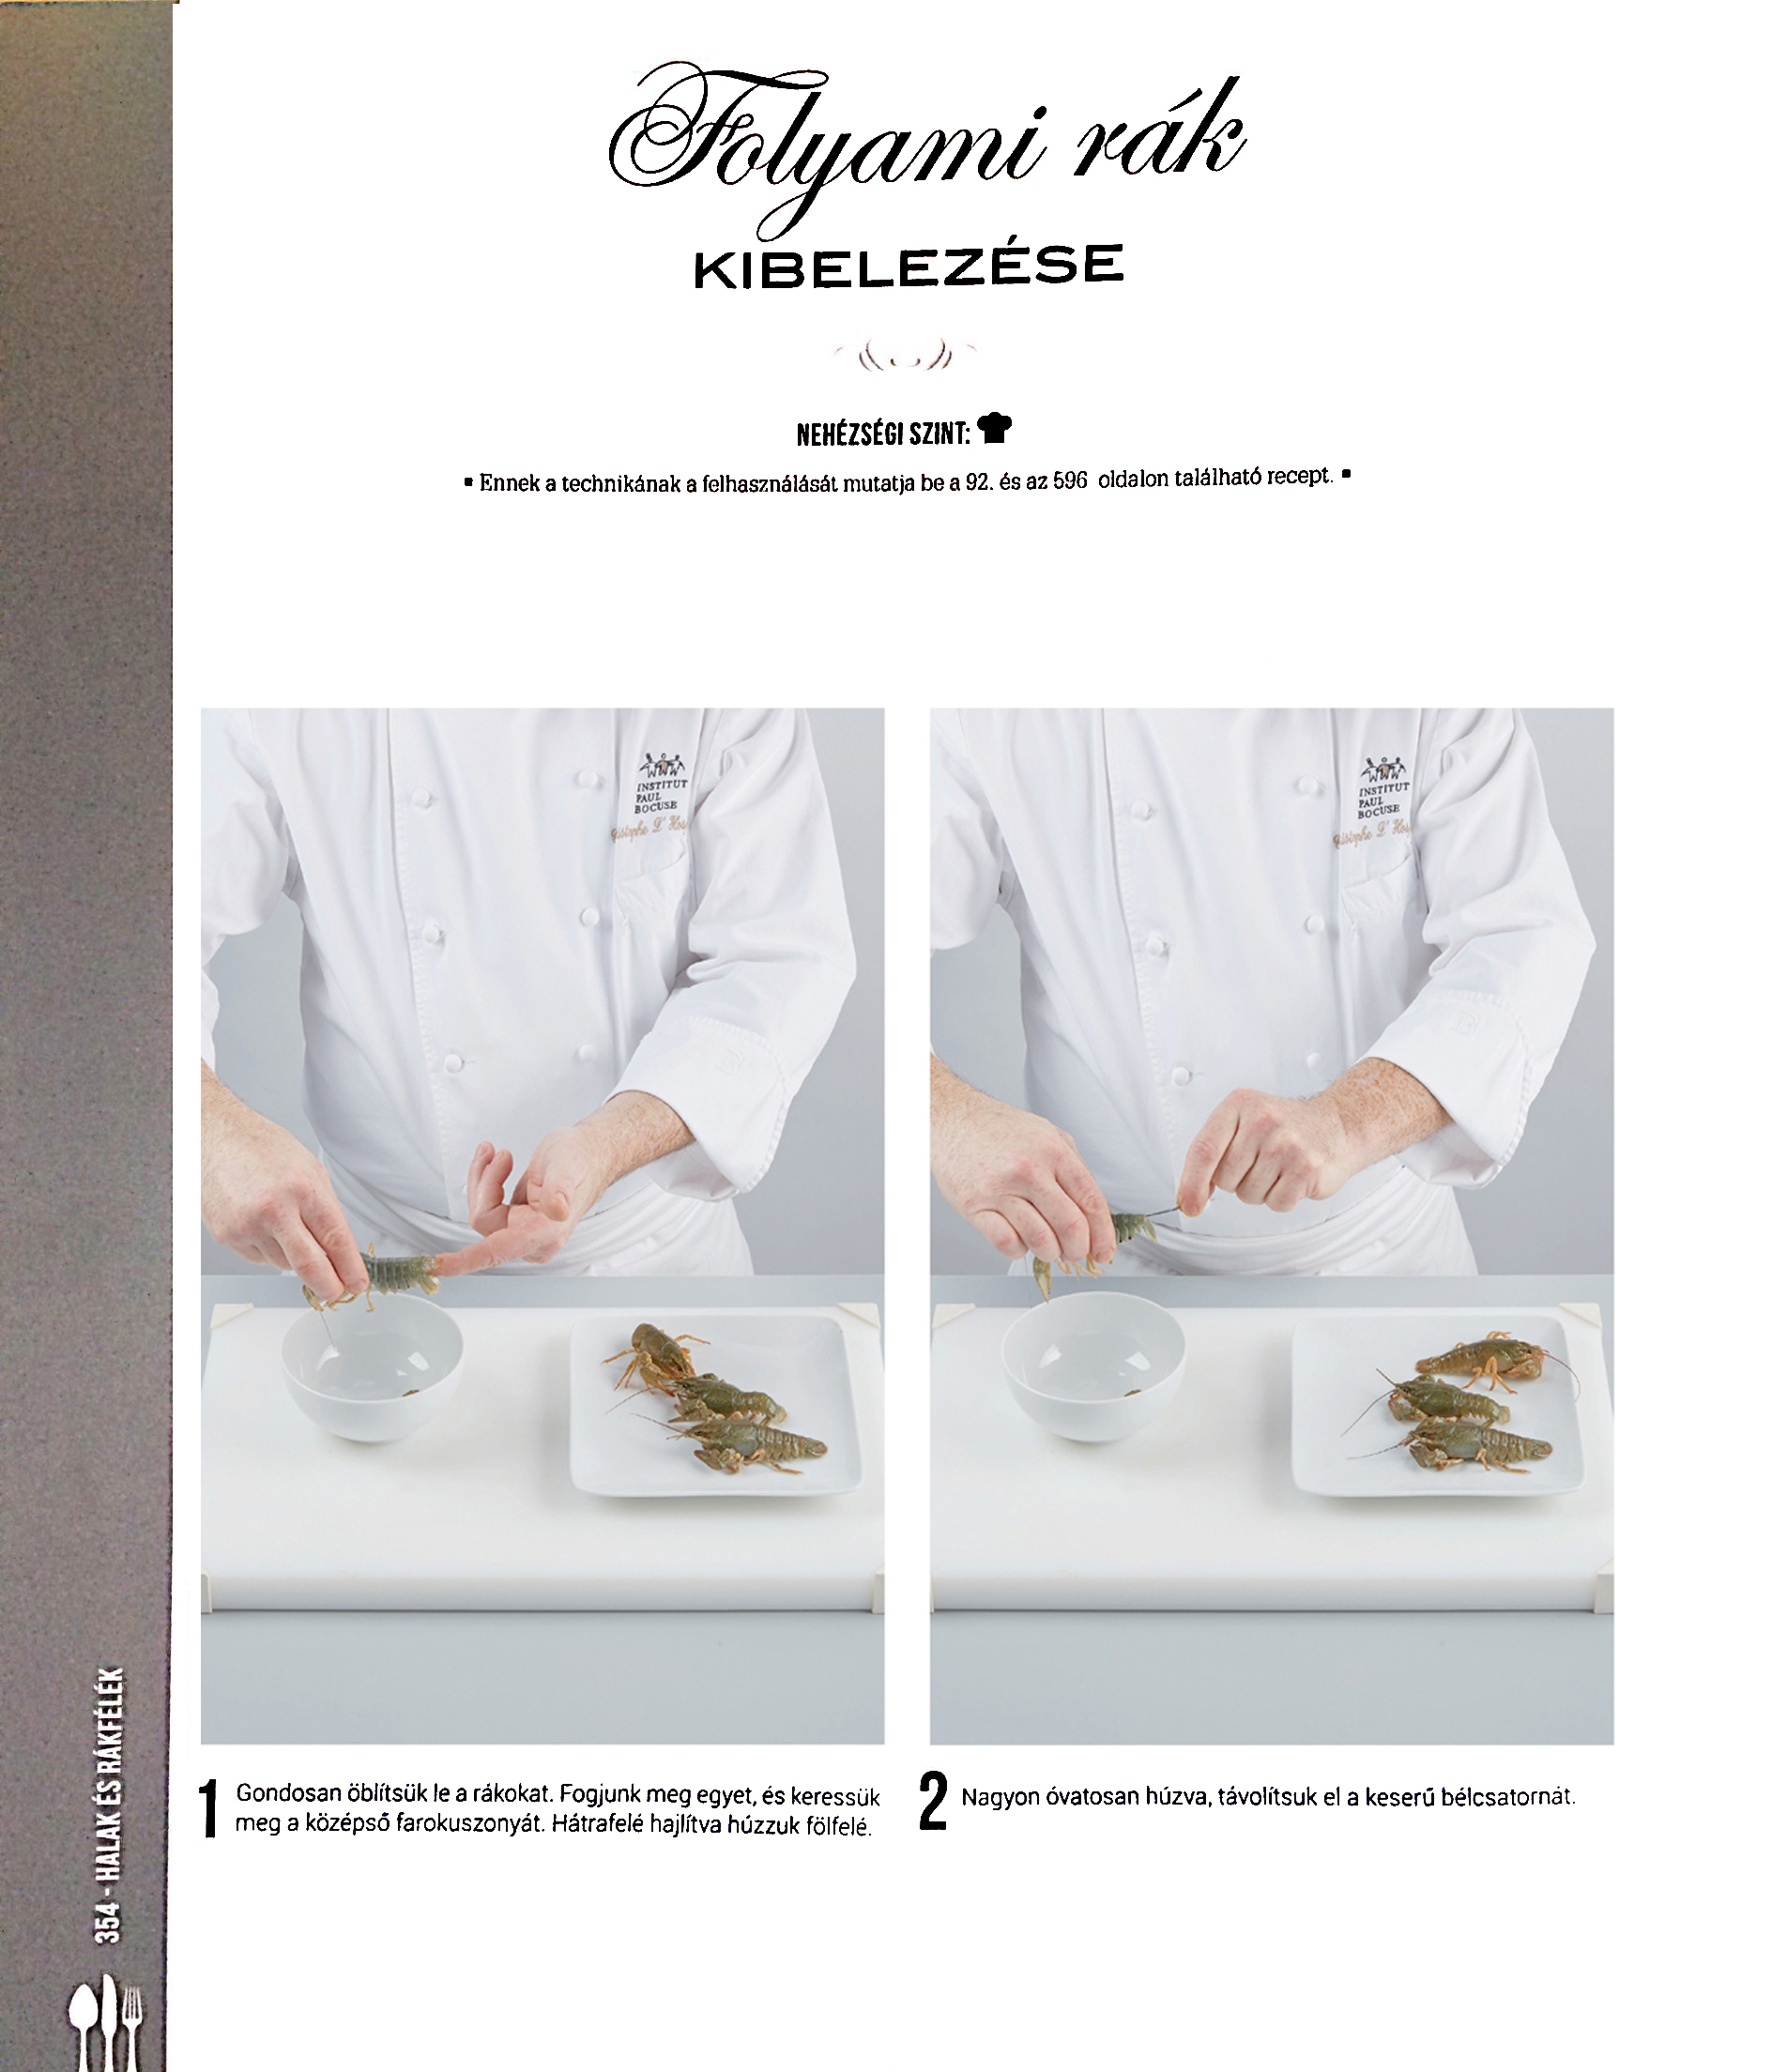 Folyami rák
KIBELEZÉSE
NEHÉZSÉGI SZINT:
▪ Ennek a technikának a felhasználását mutatja be a 92. és az 596 oldalon található recept. ▪
INSTITUT
PAUL
BOCUSE
INSTITUT
PAUL
BOCUSE
1 Gondosan öblítsük le a rákokat. Fogjunk meg egyet, és keressük
meg a középső farokuszonyát. Hátrafelé hajlítva húzzuk fölfelé.
2 Nagyon óvatosan húzva, távolítsuk el a keserű bélcsatornát.
354 - HALAK ÉS RÁKFÉLÉK